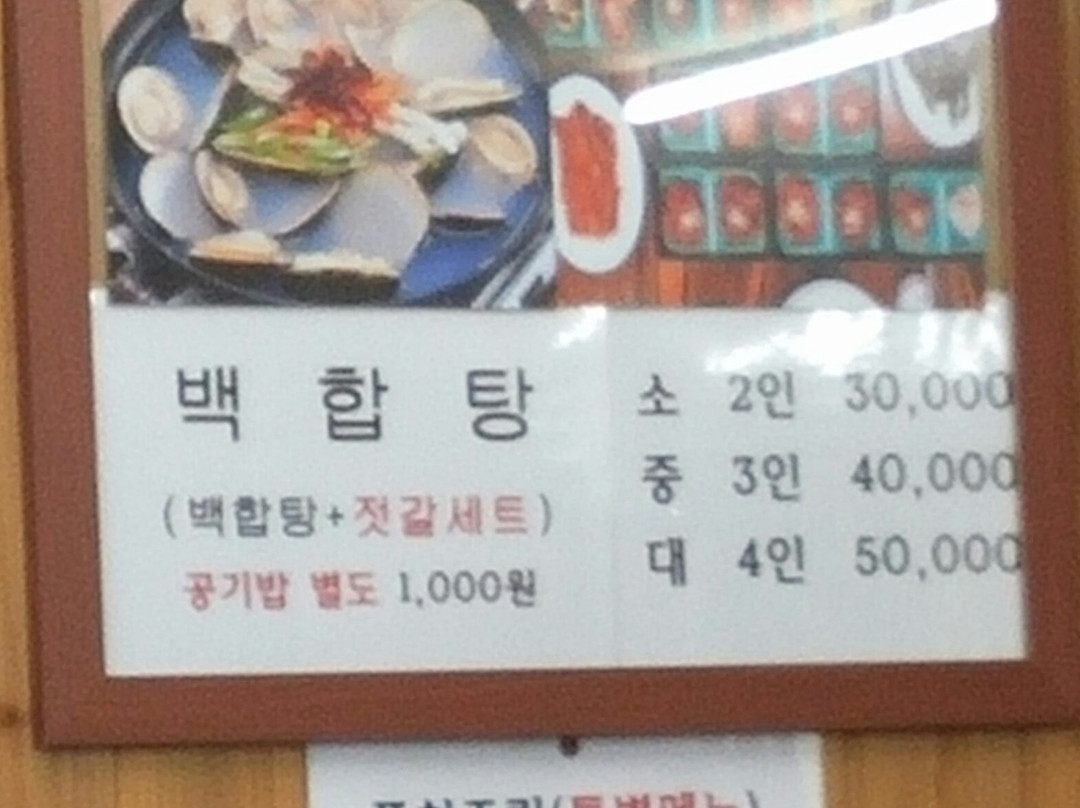 백 합 탕
(백합탕+젓갈세트)
공기밥 별도 1,000원
소 2인 30,000
중 3인 40,000
대 4인 50,000